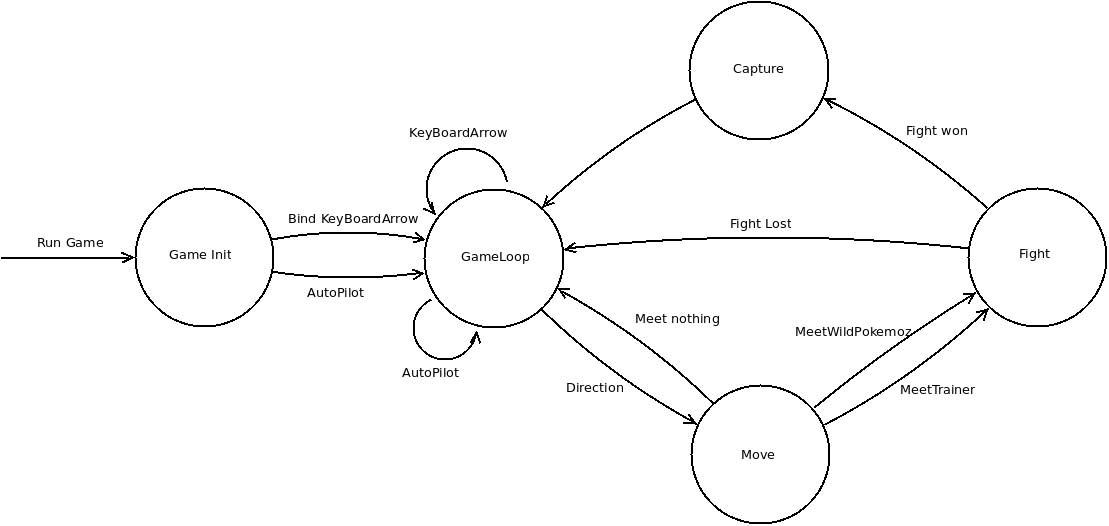 Capture
KeyBoardArrow
Fight won
Bind KeyBoardArrow
Fight Lost
Run Game
Game Init
GameLoop
Fight
AutoPilot
Meet nothing
MeetWildPokemoz
AutoPilot
Direction
MeetTrainer
Move